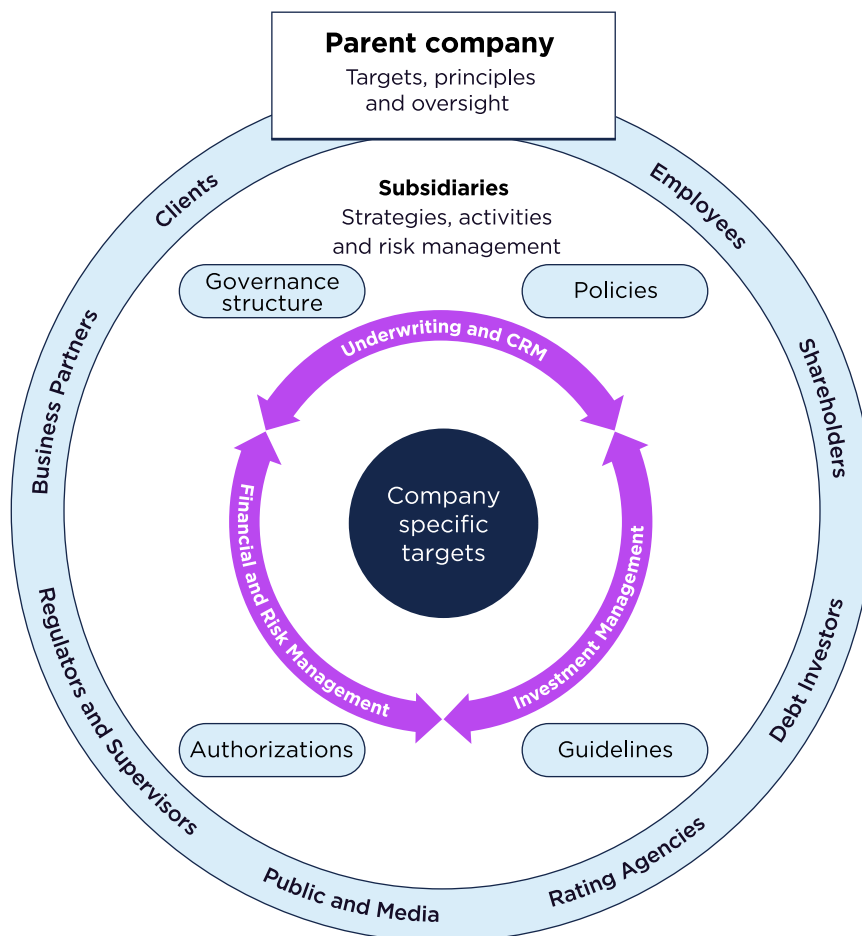 Parent company
Targets, principles
and oversight
Clients
Employees
Subsidiaries
Strategies, activities
and risk management
Governance
structure
Policies
Underwriting and CRM
Business Partners
Shareholders
Company
specific
targets
Financial and Risk Management
Investment Management
Regulators and Supervisors
Debt Investors
Authorizations
Guidelines
Public and Media
Rating Agencies